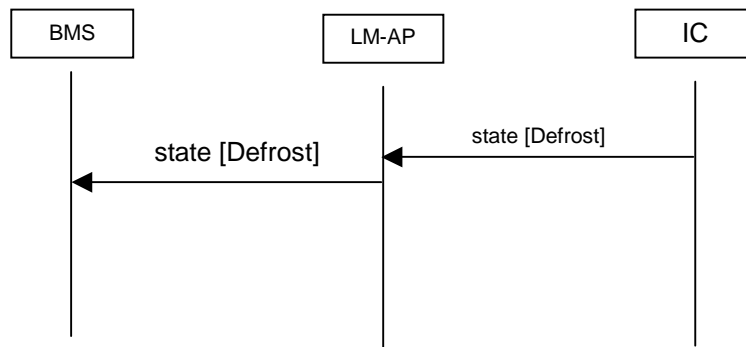 BMS
LM-AP
IC
state [Defrost]
state [Defrost]